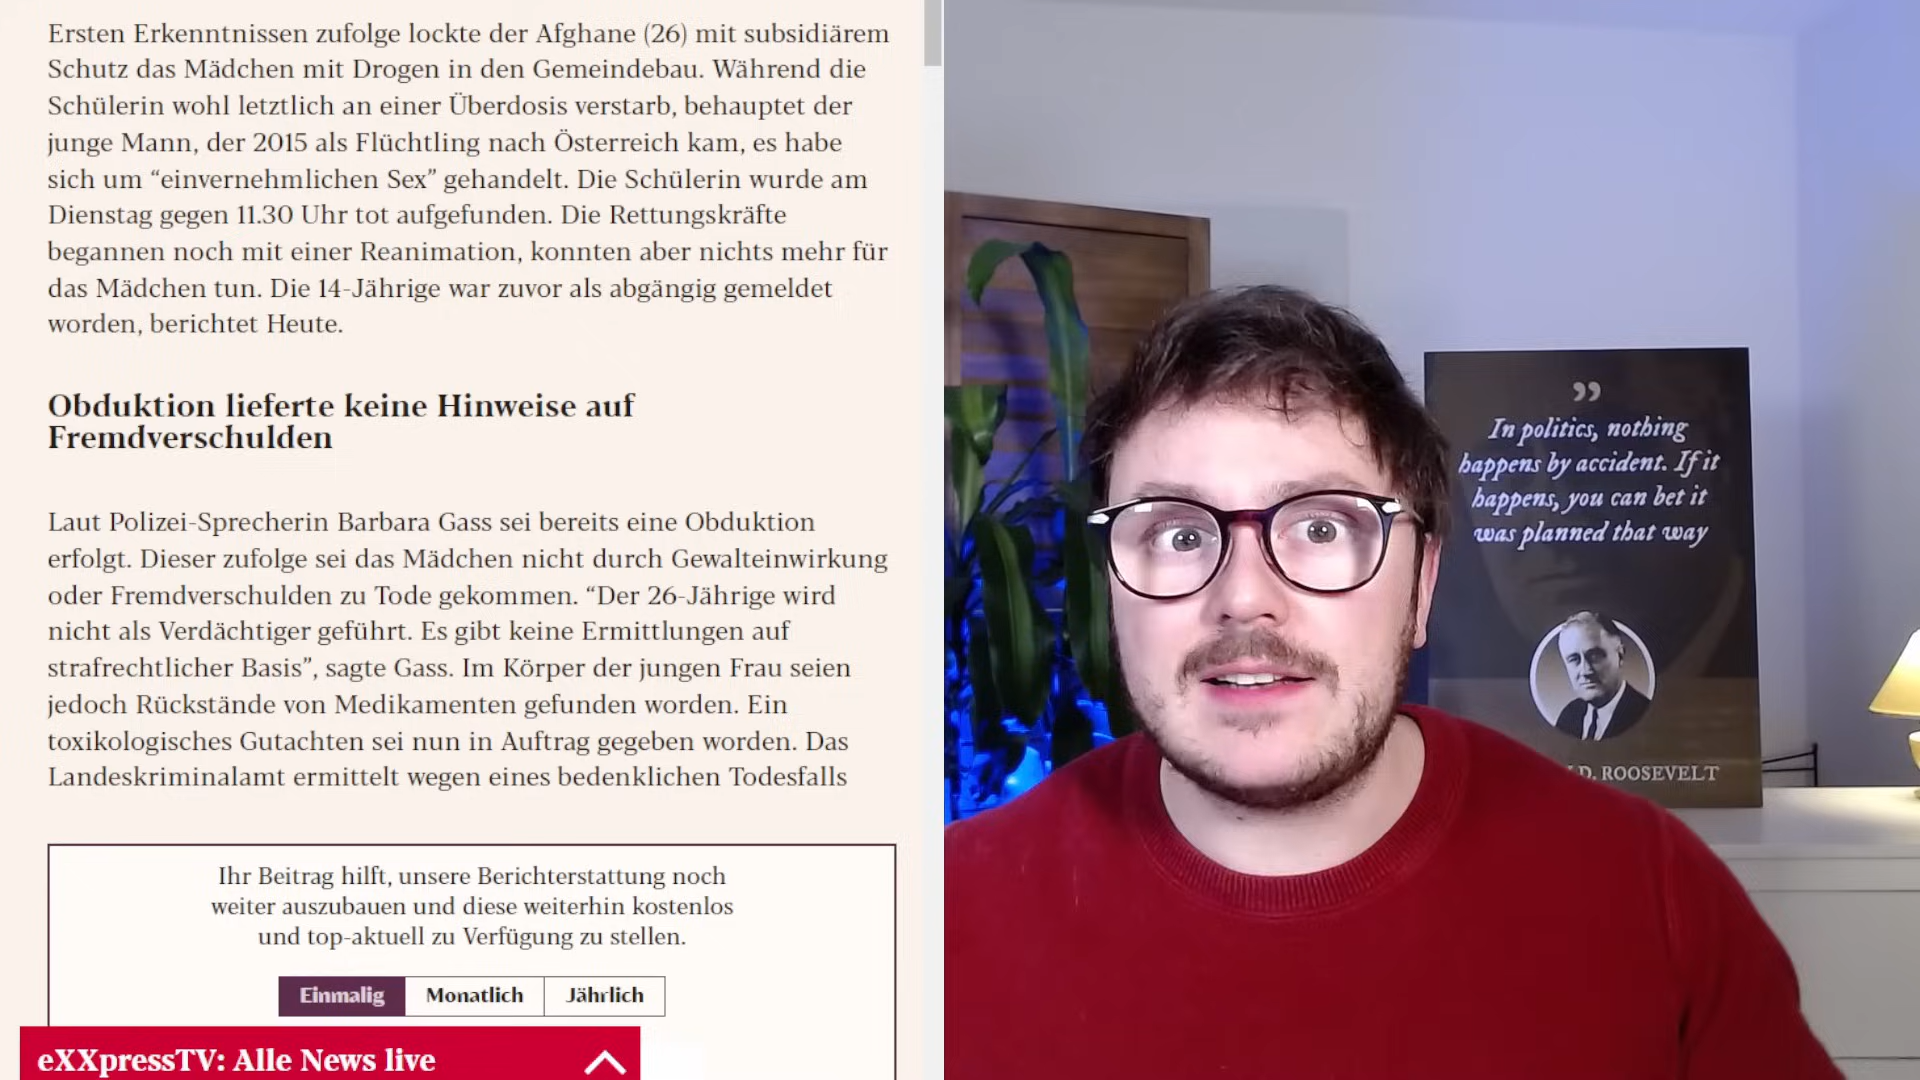 Ersten Erkenntnissen zufolge lockte der Afghane (26) mit subsidiärem
Schutz das Mädchen mit Drogen in den Gemeindebau. Während die
Schülerin wohl letztlich an einer Überdosis verstarb, behauptet der
junge Mann, der 2015 als Flüchtling nach Österreich kam, es habe
sich um “einvernehmlichen Sex” gehandelt. Die Schülerin wurde am
Dienstag gegen 11.30 Uhr tot aufgefunden. Die Rettungskräfte
begannen noch mit einer Reanimation, konnten aber nichts mehr für
das Mädchen tun. Die 14-Jährige war zuvor als abgängig gemeldet
worden, berichtet Heute.
Obduktion lieferte keine Hinweise auf
Fremdverschulden
Laut Polizei-Sprecherin Barbara Gass sei bereits eine Obduktion
erfolgt. Dieser zufolge sei das Mädchen nicht durch Gewalteinwirkung
oder Fremdverschulden zu Tode gekommen. “Der 26-Jährige wird
nicht als Verdächtiger geführt. Es gibt keine Ermittlungen auf
strafrechtlicher Basis”, sagte Gass. Im Körper der jungen Frau seien
jedoch Rückstände von Medikamenten gefunden worden. Ein
toxikologisches Gutachten sei nun in Auftrag gegeben worden. Das
Landeskriminalamt ermittelt wegen eines bedenklichen Todesfalls
Ihr Beitrag hilft, unsere Berichterstattung noch
weiter auszubauen und diese weiterhin kostenlos
und top-aktuell zu Verfügung zu stellen.
Einmalig Monatlich Jährlich
eXXpressTV: Alle News live
”
In politics, nothing
happens by accident. If it
happens, you can bet it
was planned that way
D. ROOSEVELT